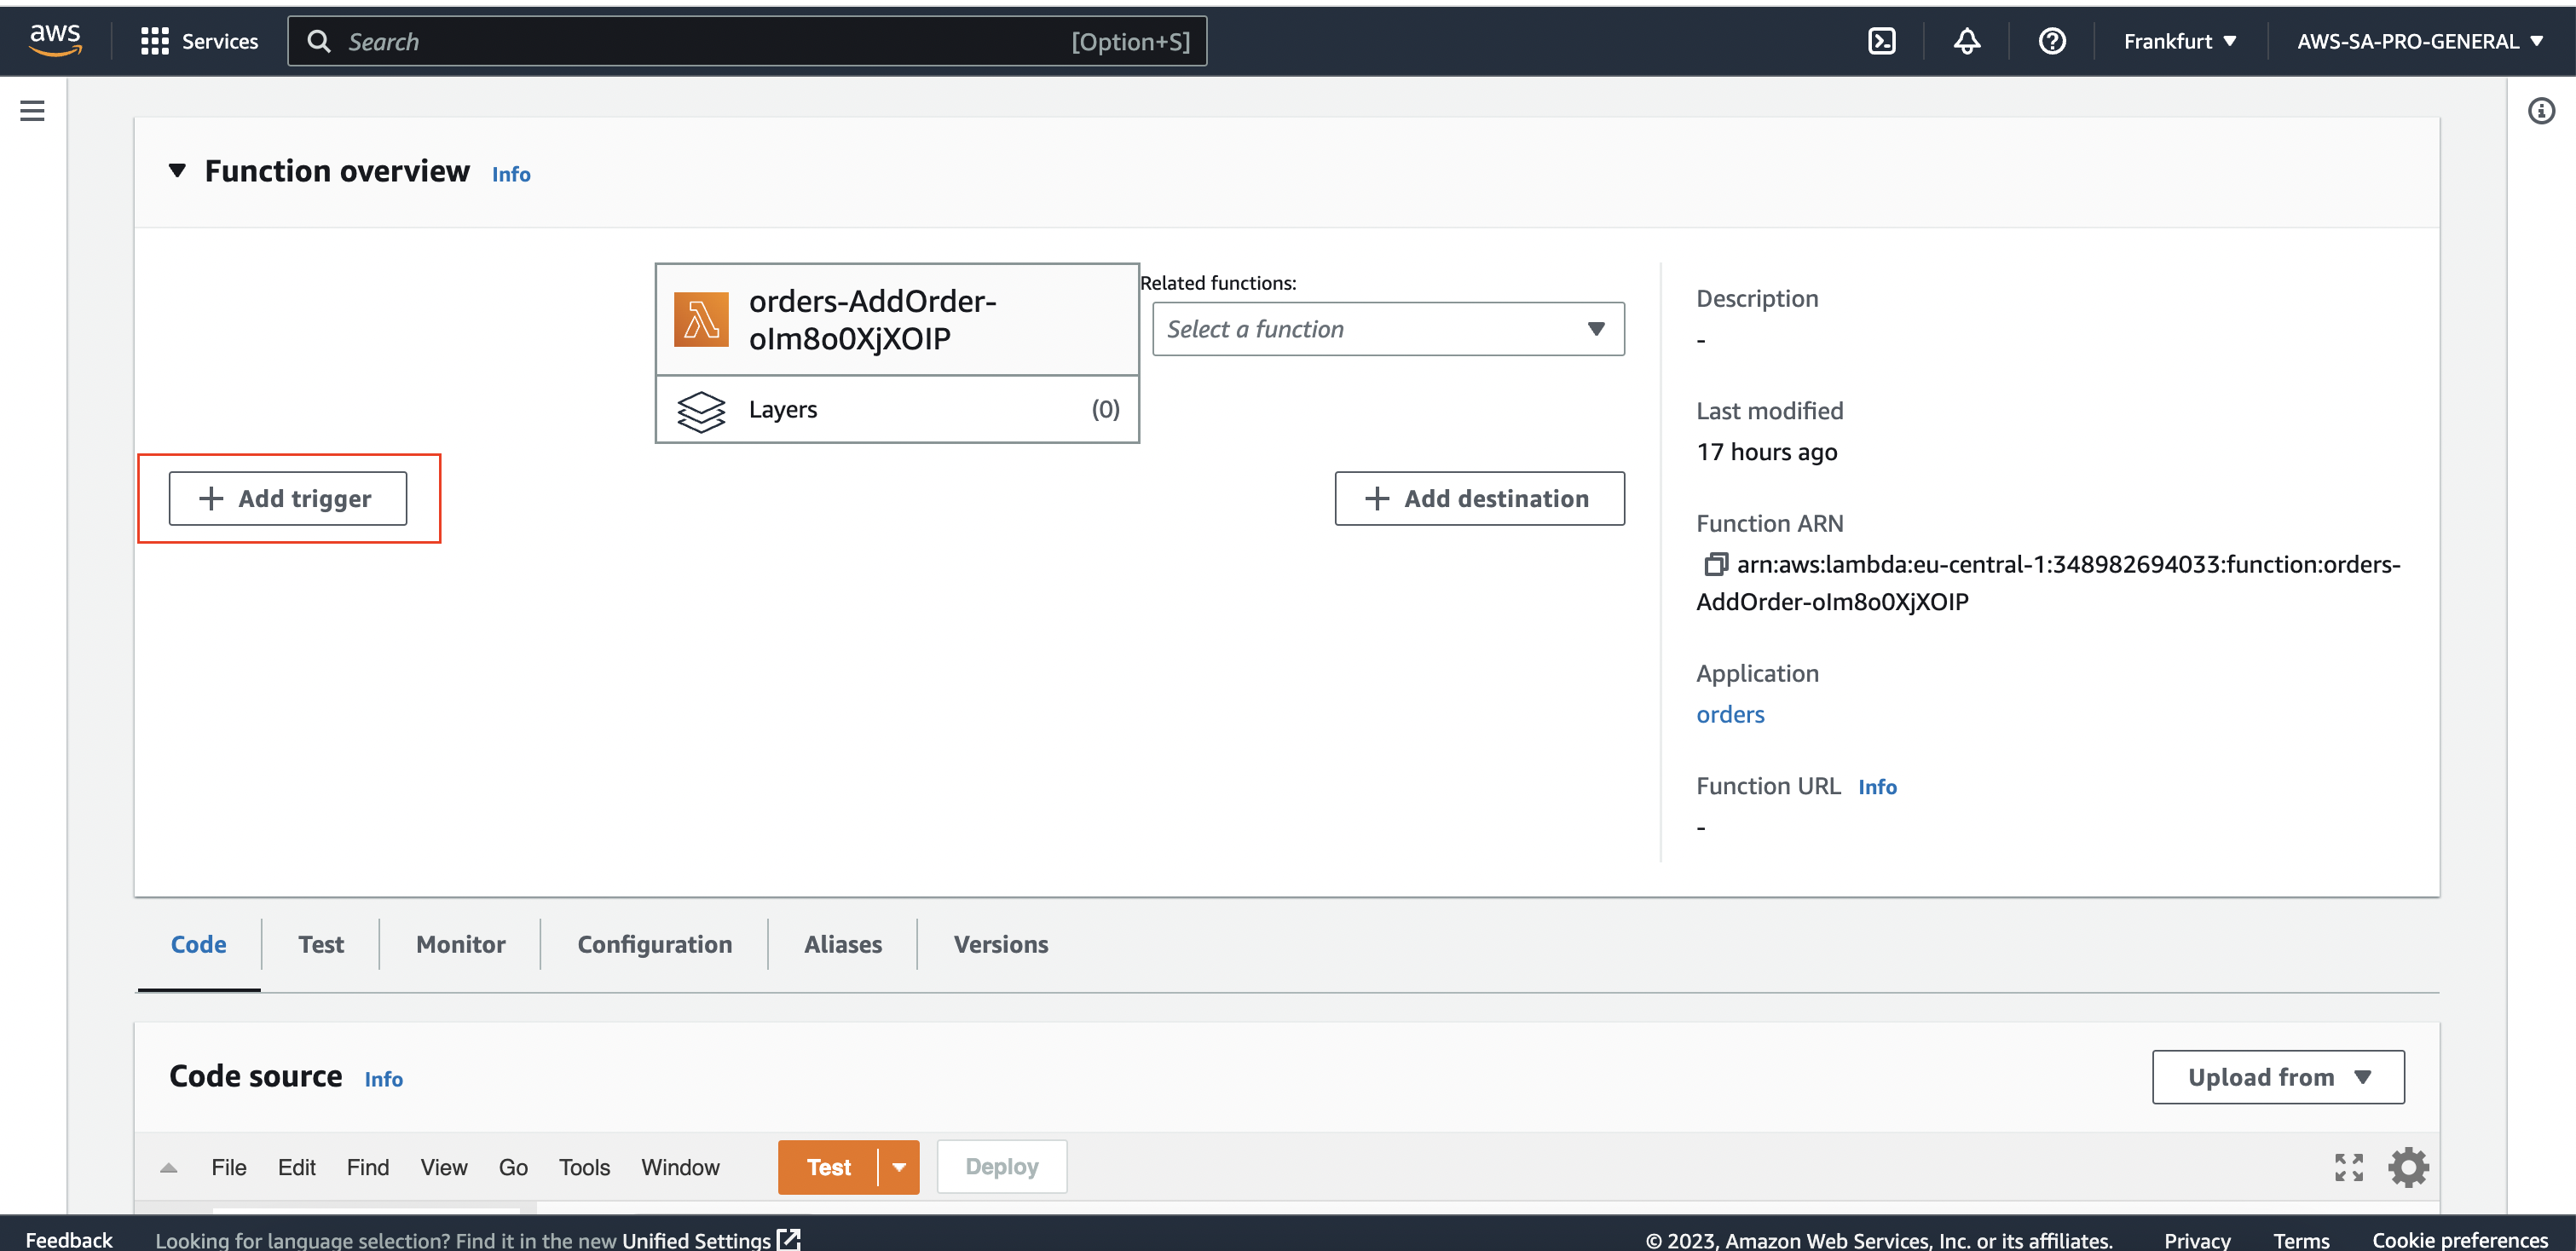 aws
Services
Search
[Option+S]
Frankfurt
AWS-SA-PRO-GENERAL
Function overview
Info
orders-AddOrder-
oIm8o0XjXOIP
Layers
(0)
Related functions:
Select a function
Add trigger
Add destination
Description
-
Last modified
17 hours ago
Function ARN
arn:aws:lambda:eu-central-1:348982694033:function:orders-
AddOrder-oIm8o0XjXOIP
Application
orders
Function URL
Info
-
Code
Test
Monitor
Configuration
Aliases
Versions
Code source
Info
Upload from
File
Edit
Find
View
Go
Tools
Window
Test
Deploy
Feedback
Looking for language selection? Find it in the new Unified Settings
© 2023, Amazon Web Services, Inc. or its affiliates.
Privacy
Terms
Cookie preferences